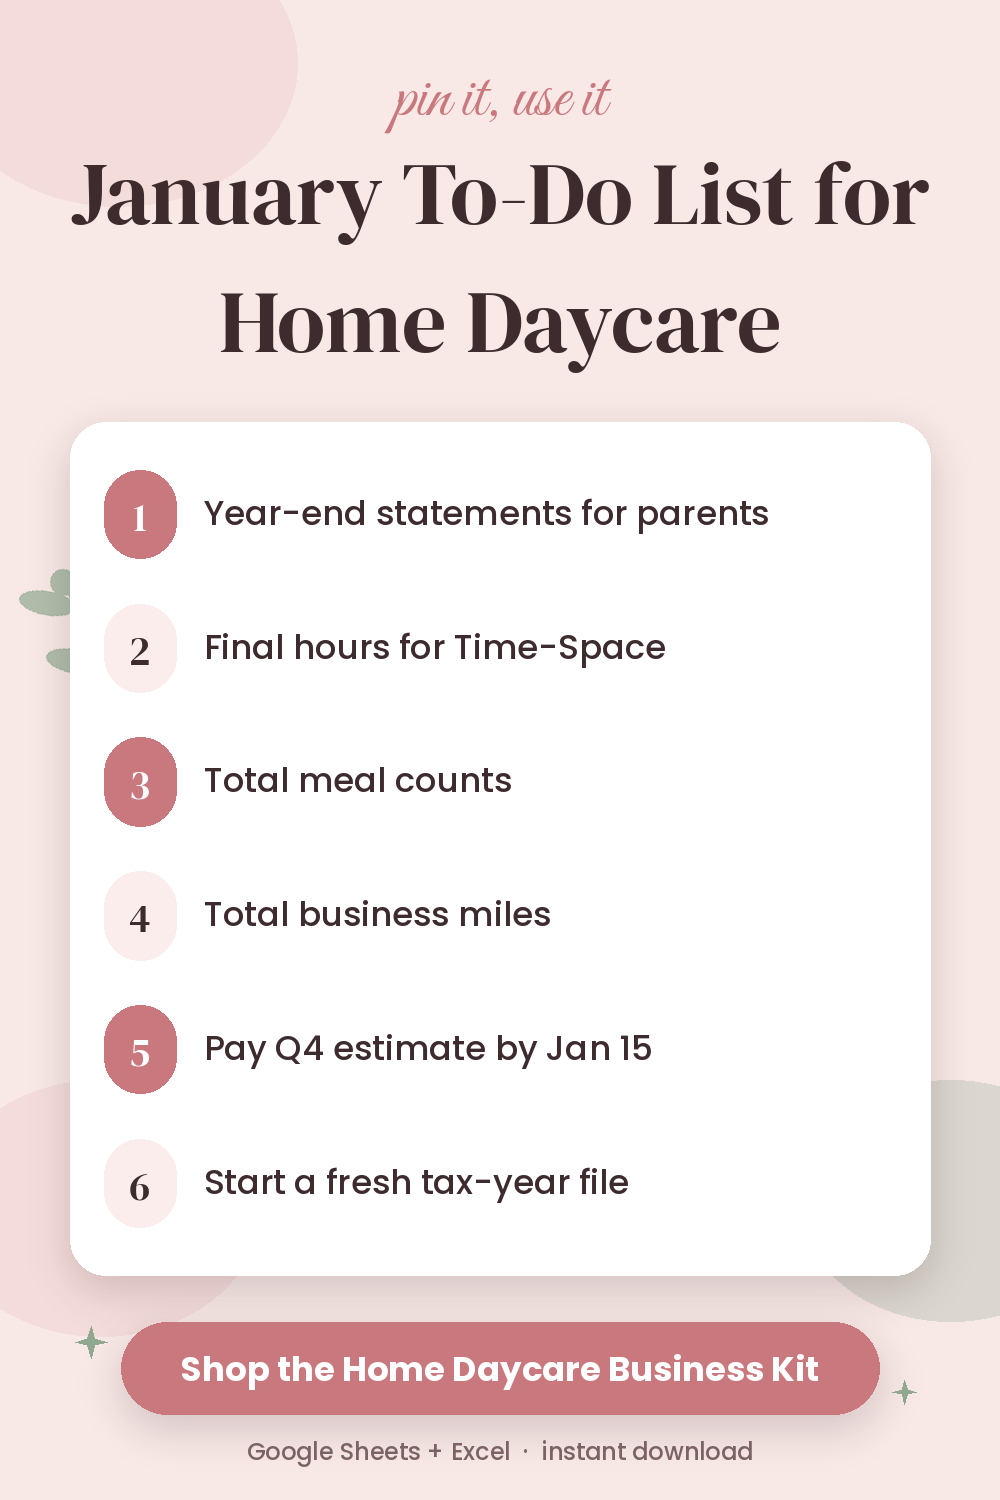 pin it, use it
January To-Do List for
Home Daycare
1 Year-end statements for parents
2 Final hours for Time-Space
3 Total meal counts
4 Total business miles
5 Pay Q4 estimate by Jan 15
6 Start a fresh tax-year file
Shop the Home Daycare Business Kit
Google Sheets + Excel · instant download